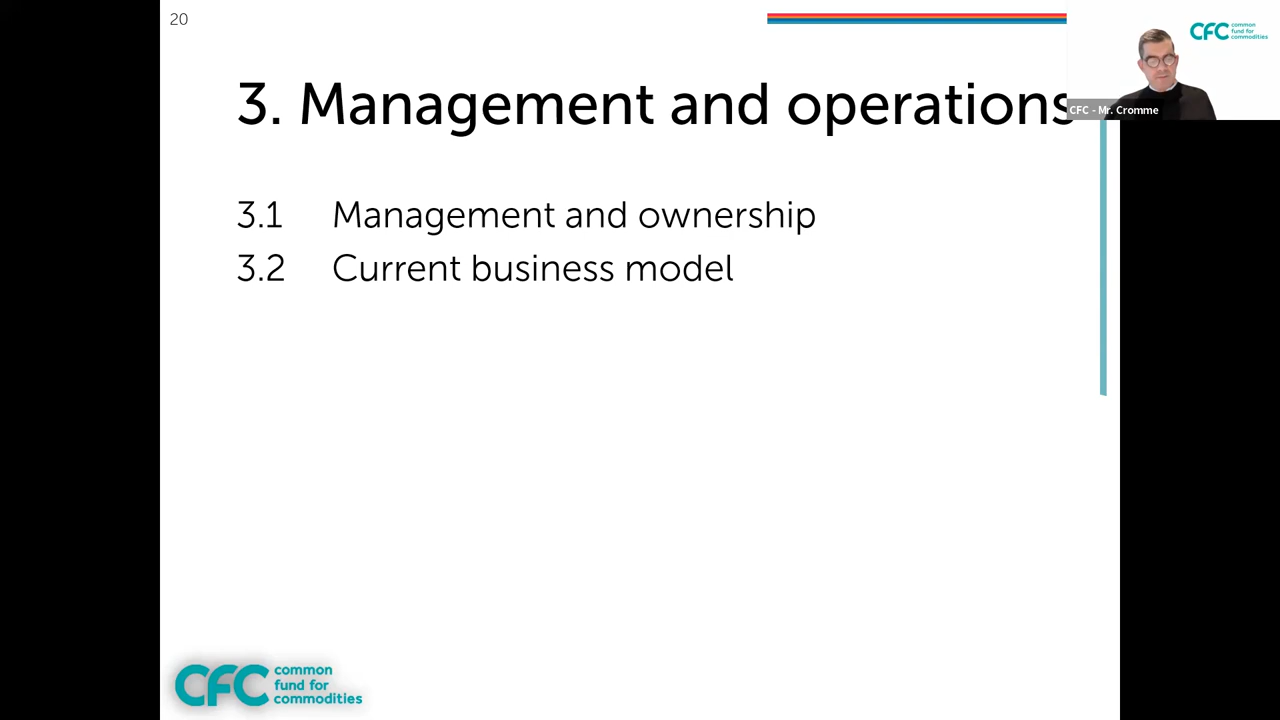 20
CFC common
fund for
commodities
CFC - Mr. Cromme
3. Management and operations
3.1 Management and ownership
3.2 Current business model
CFC common
fund for
commodities